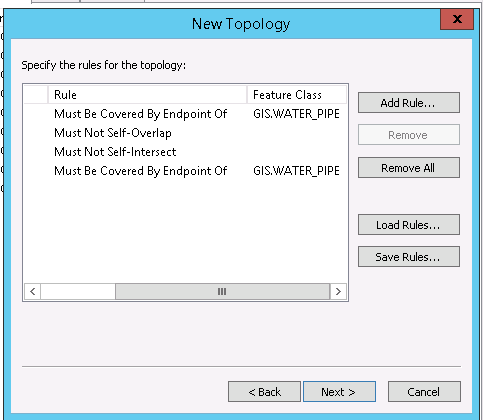 New Topology
x
Specify the rules for the topology:
Rule Feature Class
Must Be Covered By Endpoint Of GIS.WATER_PIPE
Must Not Self-Overlap
Must Not Self-Intersect
Must Be Covered By Endpoint Of GIS.WATER_PIPE
Add Rule...
Remove
Remove All
Load Rules...
Save Rules...
< Back Next > Cancel